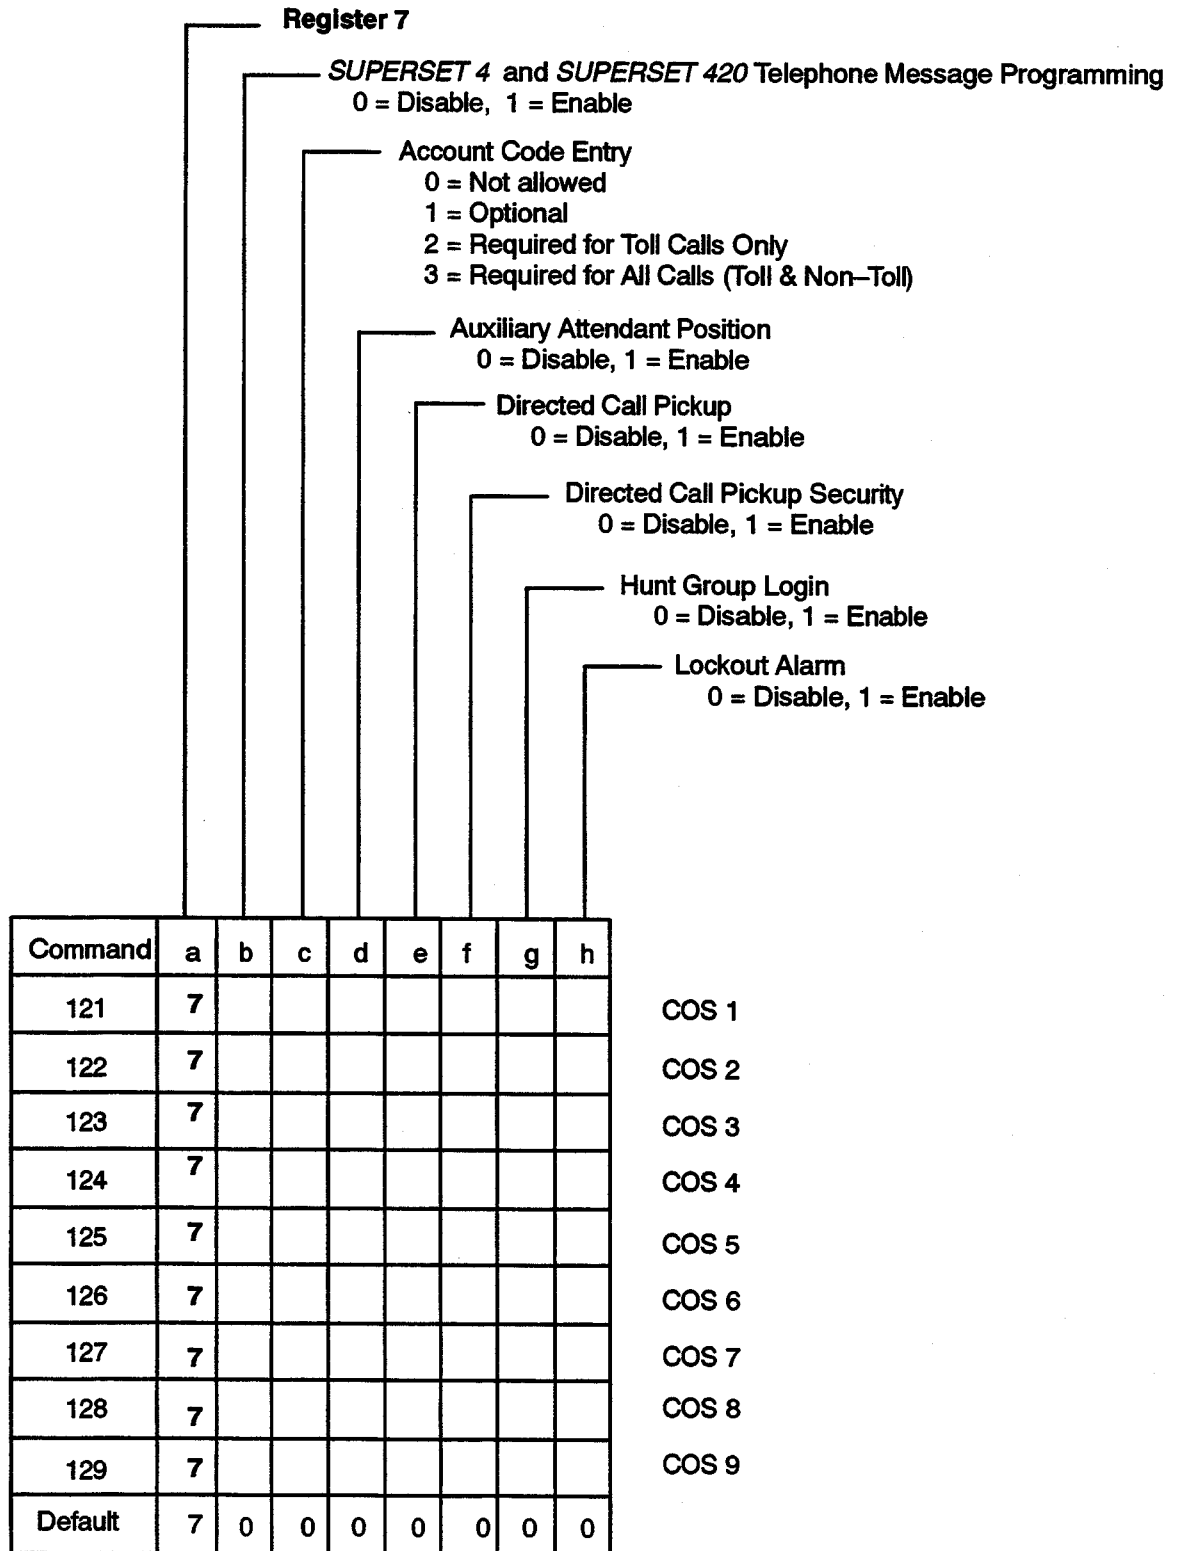 Register 7
SUPERSET 4 and SUPERSET 420 Telephone Message Programming
0 = Disable, 1 = Enable
Account Code Entry
0 = Not allowed
1 = Optional
2 = Required for Toll Calls Only
3 = Required for All Calls (Toll & Non–Toll)
Auxiliary Attendant Position
0 = Disable, 1 = Enable
Directed Call Pickup
0 = Disable, 1 = Enable
Directed Call Pickup Security
0 = Disable, 1 = Enable
Hunt Group Login
0 = Disable, 1 = Enable
Lockout Alarm
0 = Disable, 1 = Enable
Command a b c d e f g h
121 7 COS 1
122 7 COS 2
123 7 COS 3
124 7 COS 4
125 7 COS 5
126 7 COS 6
127 7 COS 7
128 7 COS 8
129 7 COS 9
Default 7 0 0 0 0 0 0 0